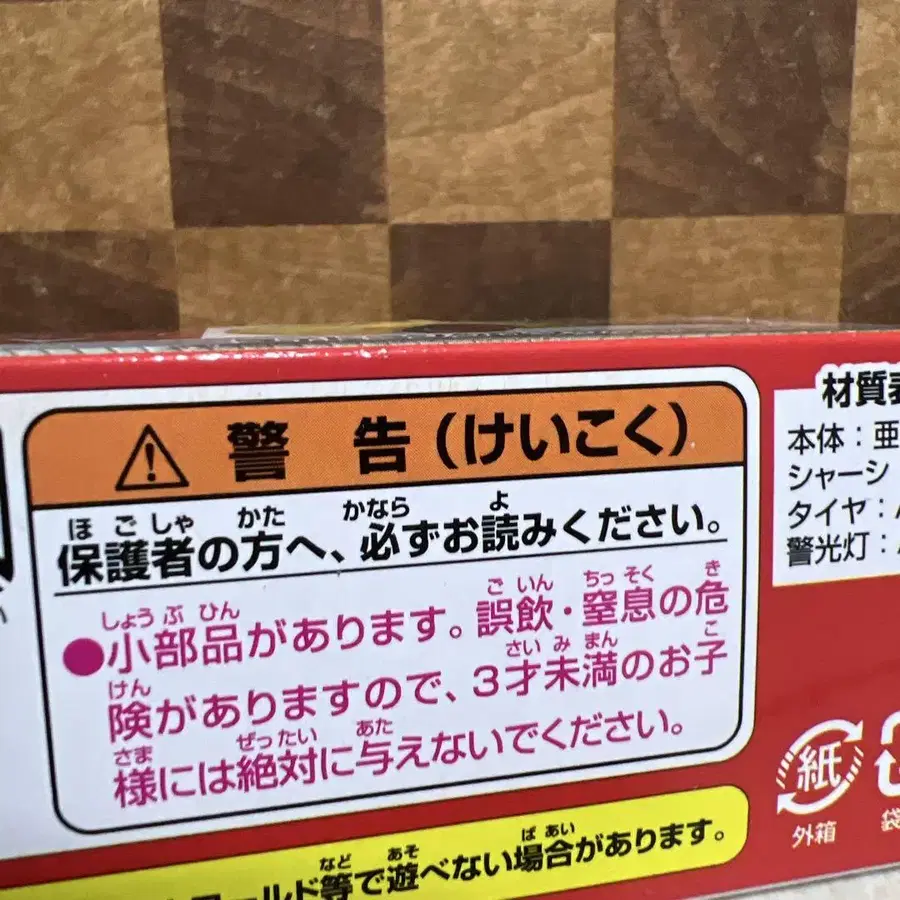 警 告 (けいこく)
ほごしゃ かた かなら よ
保護者の方へ、必ずお読みください。
しょうぶひん ごいん ちっそく き
●小部品があります。誤飲・窒息の危
けん さいみまん こ
険がありますので、3才未満のお子
さま ぜったい あた
様には絶対に与えないでください。
など あそ ばあい
ールド等で遊べない場合があります。
材質表
本体:亜
シャーシ
タイヤ:
警光灯:
紙
外箱
袋